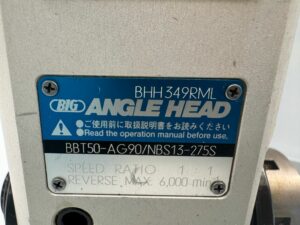 BHH349RML
BIG ANGLE HEAD
●ご使用前に取扱説明書をお読みください
●Read the operation manual before use.
BBT50-AG90/NBS13-275S
SPEED RATIO 1:1
REVERSE MAX. 6,000 min